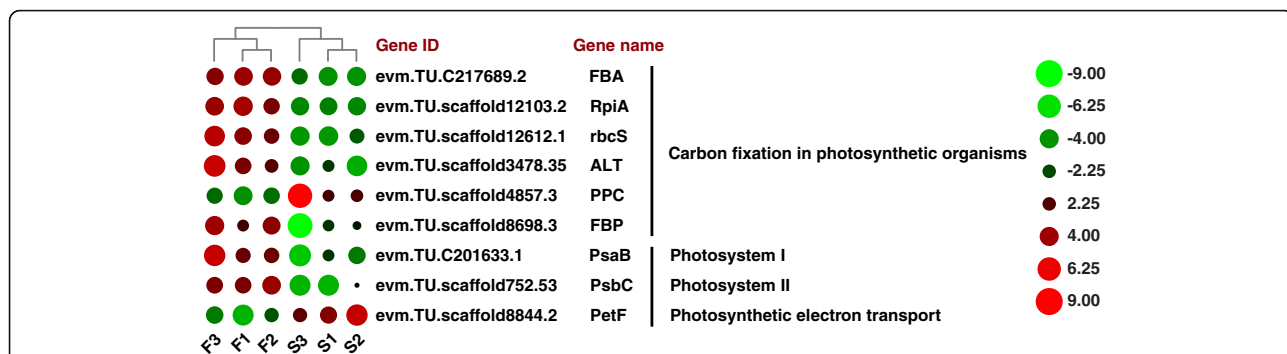 Gene ID Gene name
evm.TU.C217689.2 FBA
evm.TU.scaffold12103.2 RpiA
evm.TU.scaffold12612.1 rbcS
evm.TU.scaffold3478.35 ALT
evm.TU.scaffold4857.3 PPC
evm.TU.scaffold8698.3 FBP
Carbon fixation in photosynthetic organisms
evm.TU.C201633.1 PsaB Photosystem I
evm.TU.scaffold752.53 PsbC Photosystem II
evm.TU.scaffold8844.2 PetF Photosynthetic electron transport
F3 F1 F2 S3 S1 S2
-9.00
-6.25
-4.00
-2.25
2.25
4.00
6.25
9.00